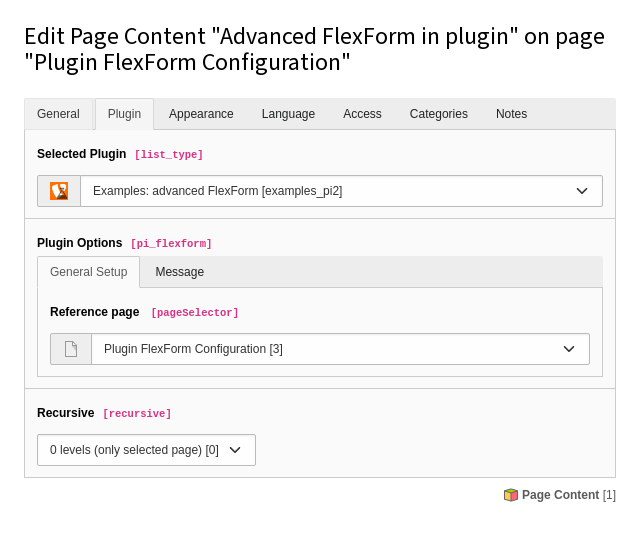 Edit Page Content "Advanced FlexForm in plugin" on page
"Plugin FlexForm Configuration"
General Plugin Appearance Language Access Categories Notes
Selected Plugin [list_type]
Examples: advanced FlexForm [examples_pi2]
Plugin Options [pi_flexform]
General Setup Message
Reference page [pageSelector]
Plugin FlexForm Configuration [3]
Recursive [recursive]
0 levels (only selected page) [0]
Page Content [1]